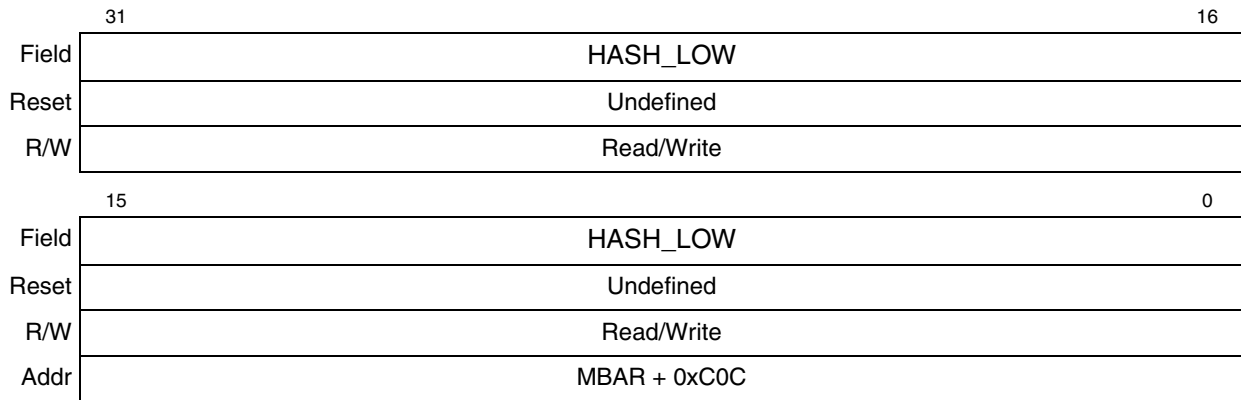 31 16
Field HASH_LOW
Reset Undefined
R/W Read/Write
15 0
Field HASH_LOW
Reset Undefined
R/W Read/Write
Addr MBAR + 0xC0C